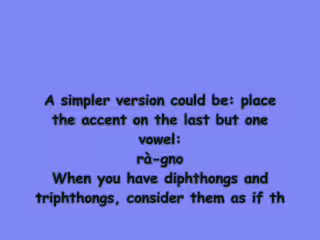 A simpler version could be: place
the accent on the last but one
vowel:
rà-gno
When you have diphthongs and
triphthongs, consider them as if th